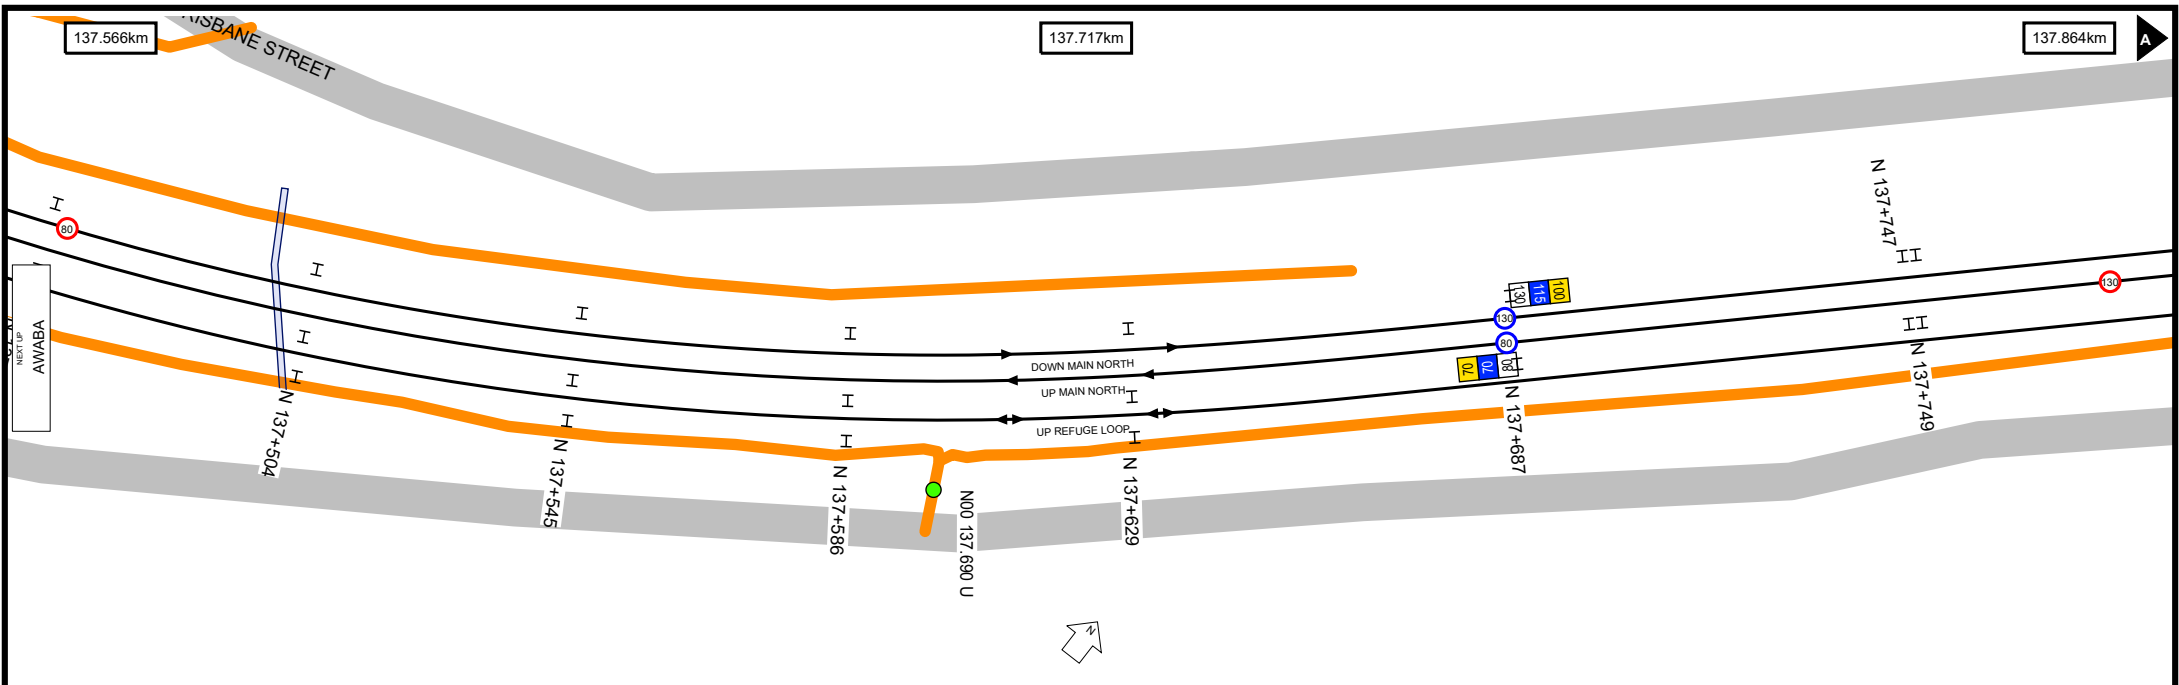 137.566km
137.717km
137.864km
A
80
N 137+747
130
115
100
130
130
80
70
70
80
DOWN MAIN NORTH
UP MAIN NORTH
UP REFUGE LOOP
NEXT UP
AWABA
N 137+504
N 137+545
N 137+586
N00 137.690 U
N 137+629
N 137+687
N 137+749
N
STREET